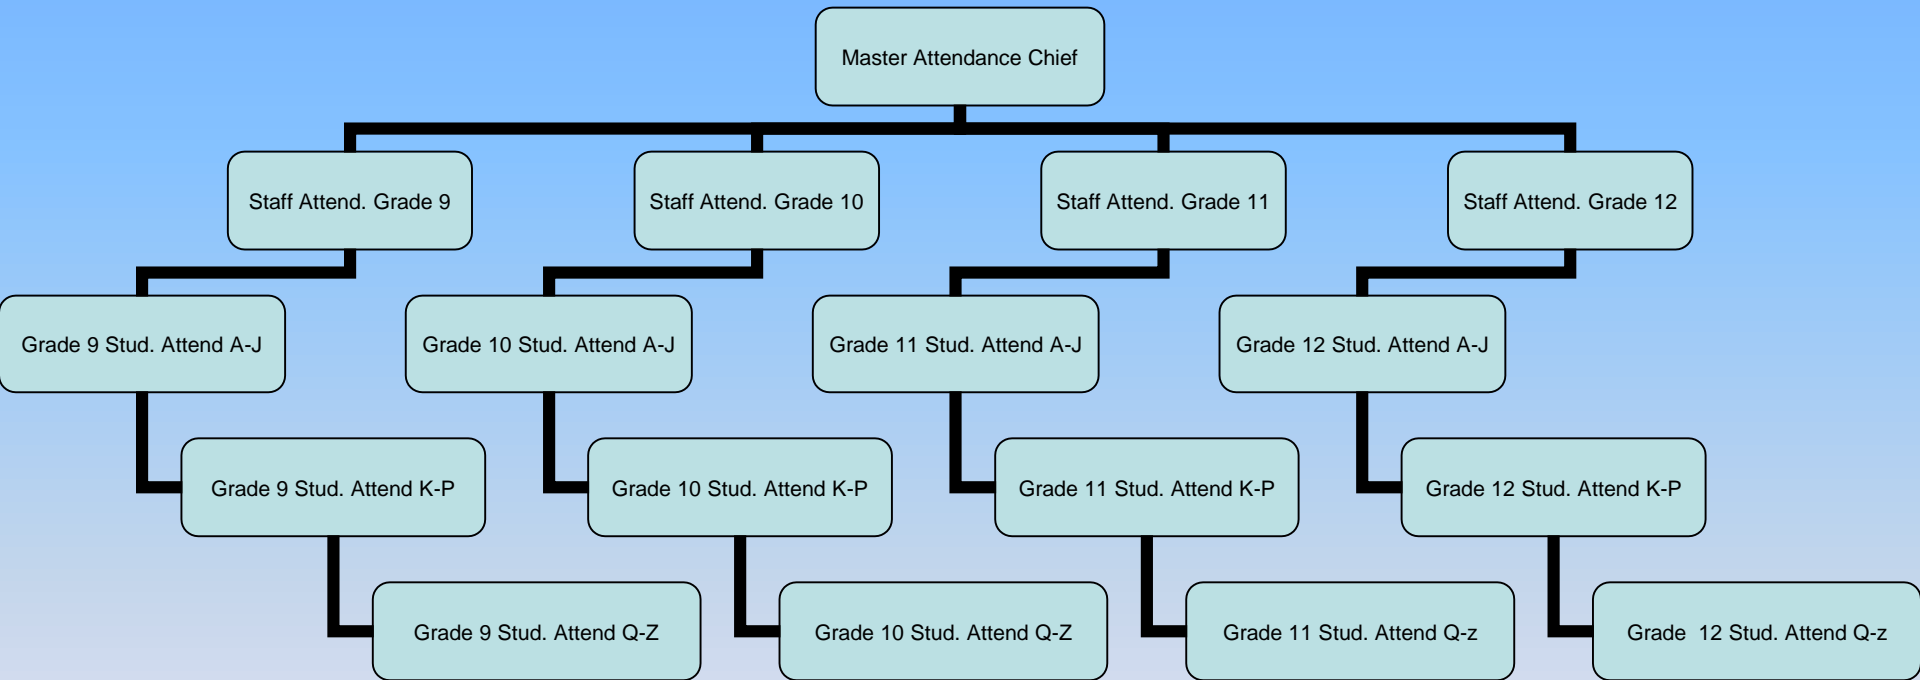 Master Attendance Chief
Staff Attend. Grade 9
Staff Attend. Grade 10
Staff Attend. Grade 11
Staff Attend. Grade 12
Grade 9 Stud. Attend A-J
Grade 10 Stud. Attend A-J
Grade 11 Stud. Attend A-J
Grade 12 Stud. Attend A-J
Grade 9 Stud. Attend K-P
Grade 10 Stud. Attend K-P
Grade 11 Stud. Attend K-P
Grade 12 Stud. Attend K-P
Grade 9 Stud. Attend Q-Z
Grade 10 Stud. Attend Q-Z
Grade 11 Stud. Attend Q-z
Grade  12 Stud. Attend Q-z